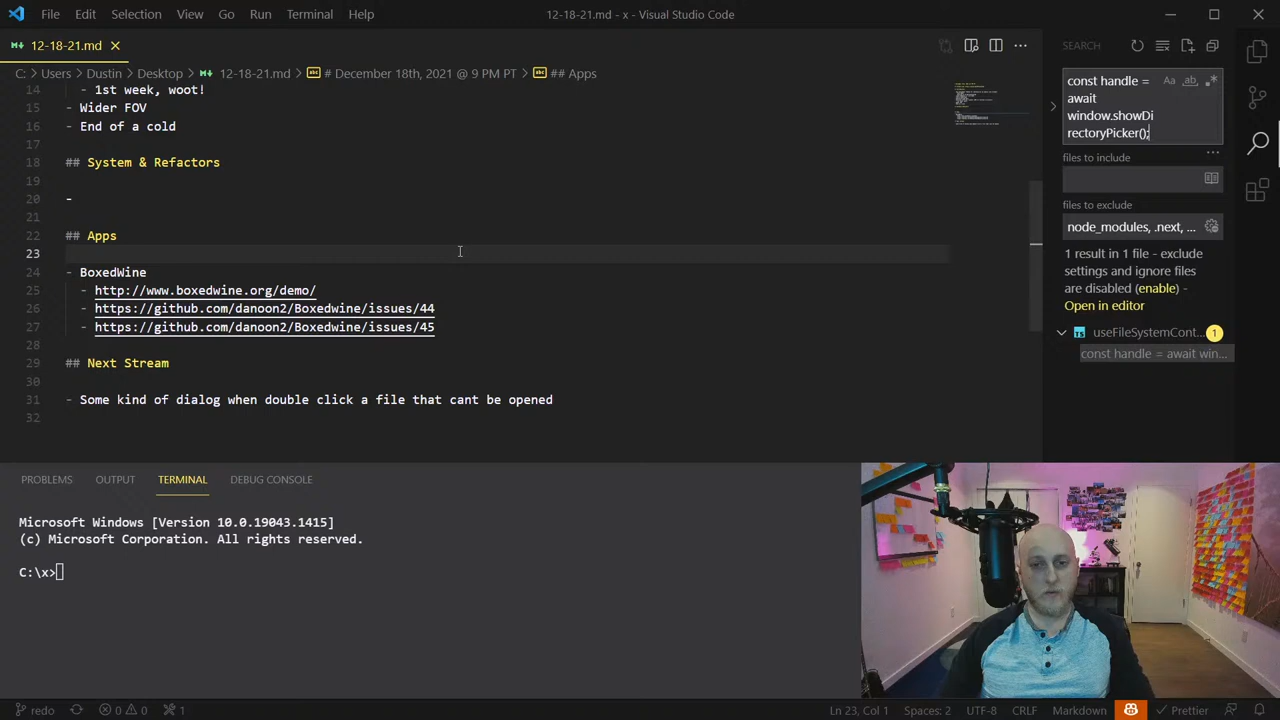 File Edit Selection View Go Run Terminal Help
12-18-21.md - x - Visual Studio Code
12-18-21.md
C: > Users > Dustin > Desktop > 12-18-21.md > # December 18th, 2021 @ 9 PM PT > ## Apps
14 - 1st week, woot!
15 - Wider FOV
16 - End of a cold
17
18 ## System & Refactors
19
20 -
21
22 ## Apps
23
24 - BoxedWine
25 - http://www.boxedwine.org/demo/
26 - https://github.com/danoon2/Boxedwine/issues/44
27 - https://github.com/danoon2/Boxedwine/issues/45
28
29 ## Next Stream
30
31 - Some kind of dialog when double click a file that cant be opened
32
SEARCH
const handle =
await
window.showDi
rectoryPicker();
Aa ab
files to include
files to exclude
node_modules, .next, ...
1 result in 1 file - exclude
settings and ignore files
are disabled (enable) -
Open in editor
TS useFileSystemCont... 1
const handle = await win...
PROBLEMS OUTPUT TERMINAL DEBUG CONSOLE
Microsoft Windows [Version 10.0.19043.1415]
(c) Microsoft Corporation. All rights reserved.
C:\x>
redo 0 0 1
Ln 23, Col 1 Spaces: 2 UTF-8 CRLF Markdown Prettier